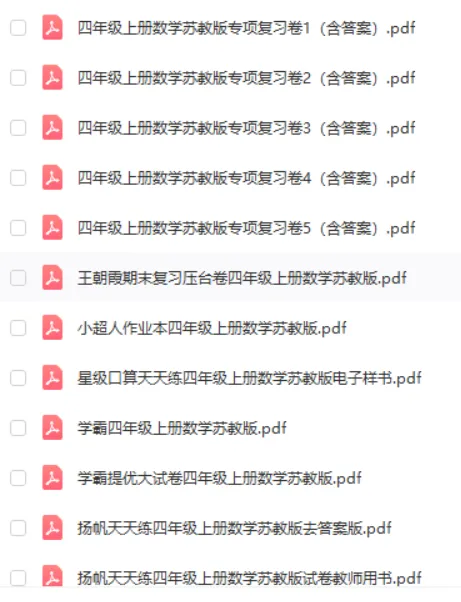 四年级上册数学苏教版专项复习卷1（含答案）.pdf
四年级上册数学苏教版专项复习卷2（含答案）.pdf
四年级上册数学苏教版专项复习卷3（含答案）.pdf
四年级上册数学苏教版专项复习卷4（含答案）.pdf
四年级上册数学苏教版专项复习卷5（含答案）.pdf
王朝霞期末复习压台卷四年级上册数学苏教版.pdf
小超人作业本四年级上册数学苏教版.pdf
星级口算天天练四年级上册数学苏教版电子样书.pdf
学霸四年级上册数学苏教版.pdf
学霸提优大试卷四年级上册数学苏教版.pdf
扬帆天天练四年级上册数学苏教版去答案版.pdf
扬帆天天练四年级上册数学苏教版试卷教师用书.pdf